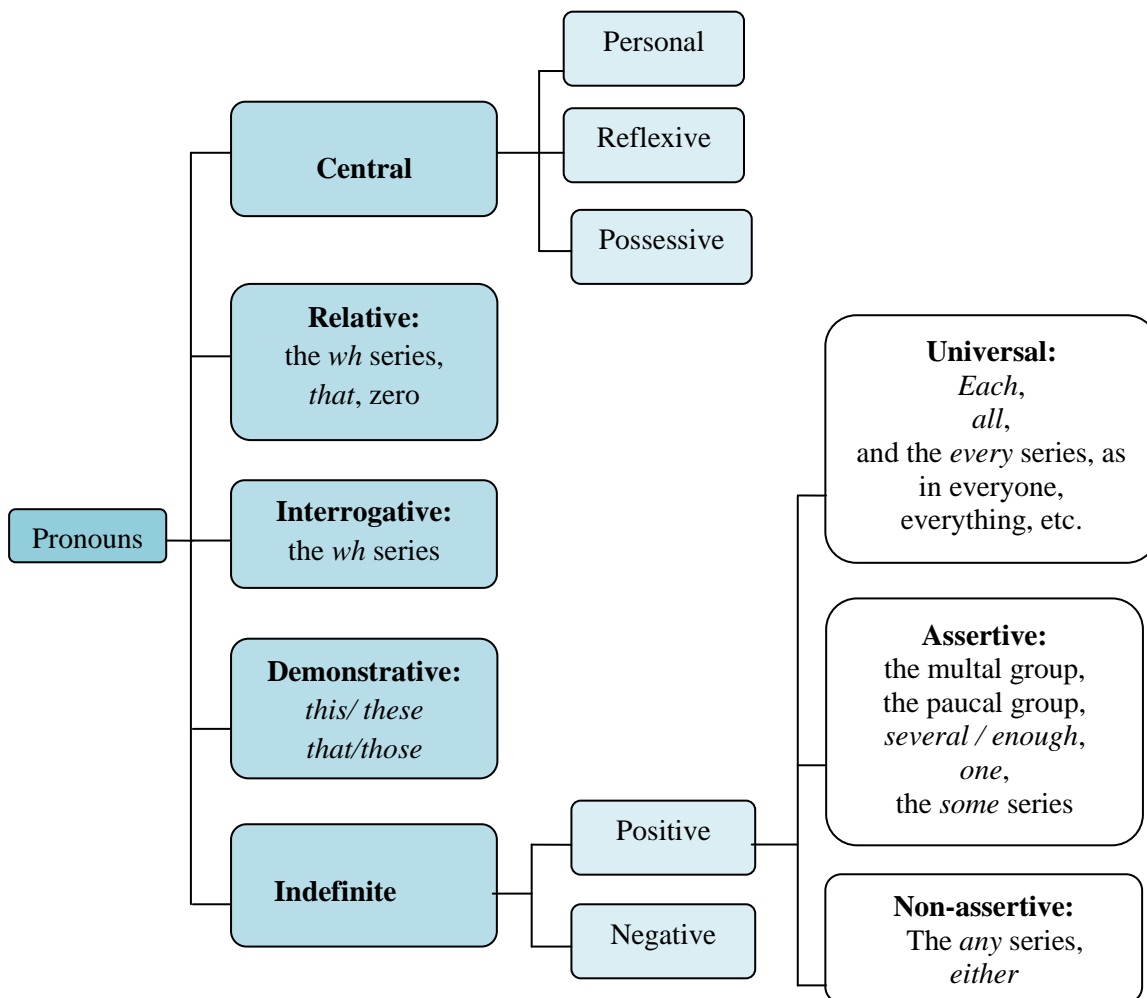 Pronouns
Central
Personal
Reflexive
Possessive
Relative:
the wh series,
that, zero
Interrogative:
the wh series
Demonstrative:
this/ these
that/those
Indefinite
Positive
Negative
Universal:
Each,
all,
and the every series, as
in everyone,
everything, etc.
Assertive:
the multal group,
the paucal group,
several / enough,
one,
the some series
Non-assertive:
The any series,
either